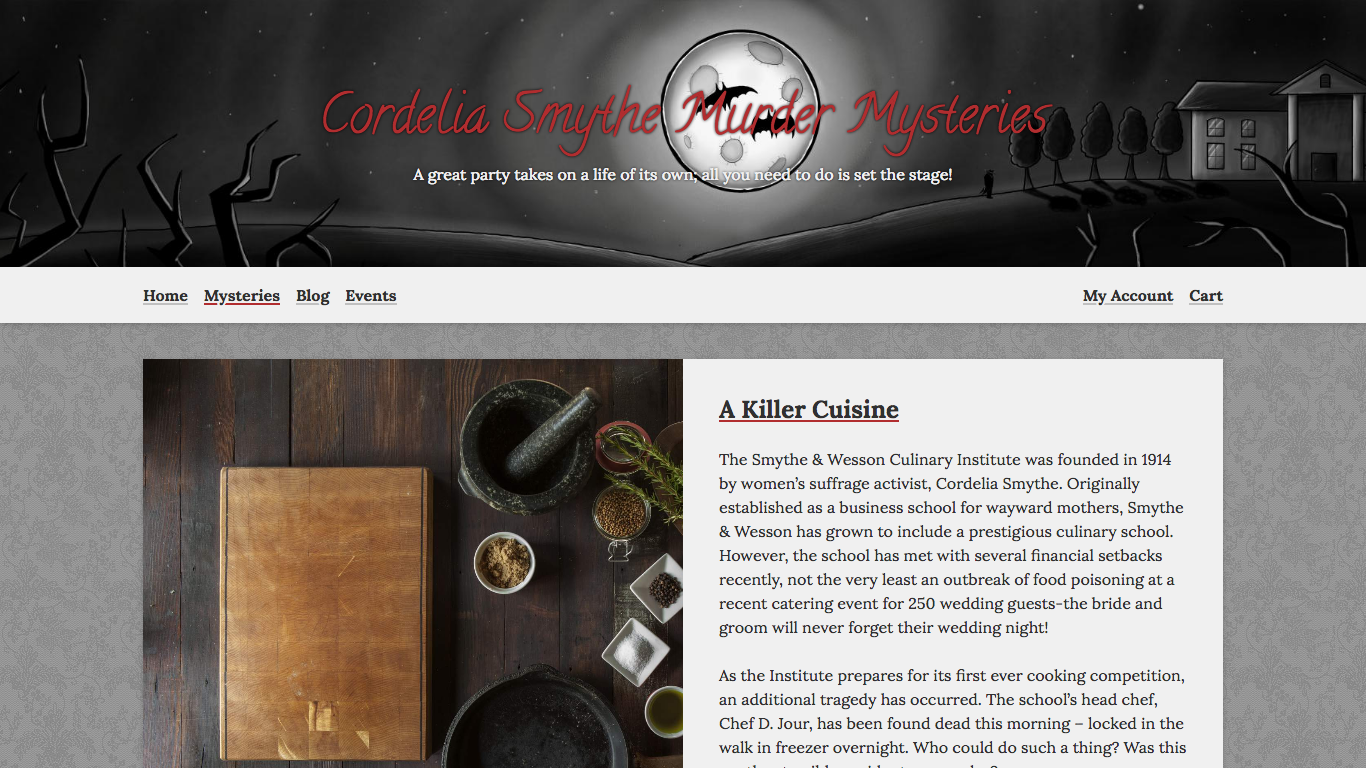 Cordelia Smythe Murder Mysteries
A great party takes on a life of its own; all you need to do is set the stage!
Home Mysteries Blog Events My Account Cart
A Killer Cuisine
The Smythe & Wesson Culinary Institute was founded in 1914
by women’s suffrage activist, Cordelia Smythe. Originally
established as a business school for wayward mothers, Smythe
& Wesson has grown to include a prestigious culinary school.
However, the school has met with several financial setbacks
recently, not the very least an outbreak of food poisoning at a
recent catering event for 250 wedding guests-the bride and
groom will never forget their wedding night!
As the Institute prepares for its first ever cooking competition,
an additional tragedy has occurred. The school’s head chef,
Chef D. Jour, has been found dead this morning – locked in the
walk in freezer overnight. Who could do such a thing? Was this